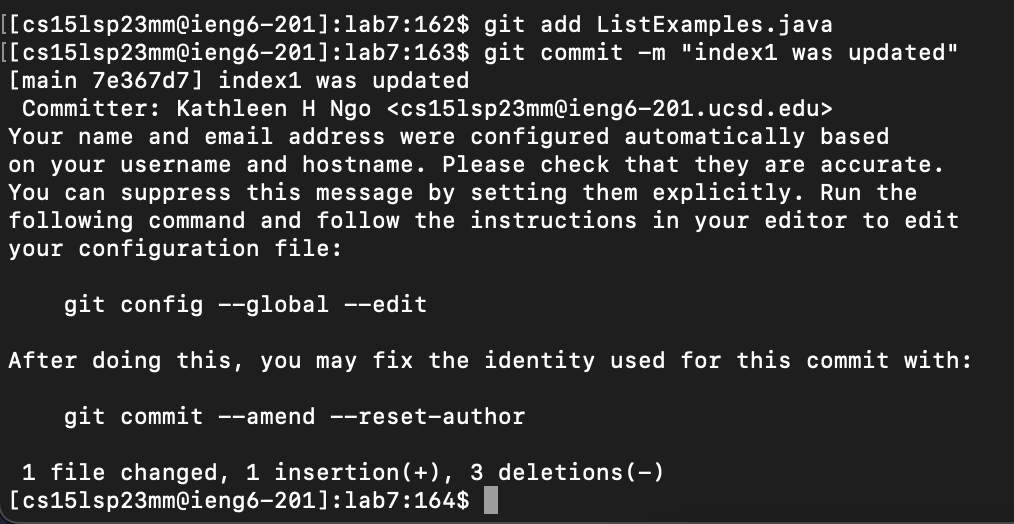 [[cs15lsp23mm@ieng6-201]:lab7:162$ git add ListExamples.java
[[cs15lsp23mm@ieng6-201]:lab7:163$ git commit -m "index1 was updated"
[main 7e367d7] index1 was updated
 Committer: Kathleen H Ngo <cs15lsp23mm@ieng6-201.ucsd.edu>
Your name and email address were configured automatically based
on your username and hostname. Please check that they are accurate.
You can suppress this message by setting them explicitly. Run the
following command and follow the instructions in your editor to edit
your configuration file:

    git config --global --edit

After doing this, you may fix the identity used for this commit with:

    git commit --amend --reset-author

 1 file changed, 1 insertion(+), 3 deletions(-)
[cs15lsp23mm@ieng6-201]:lab7:164$